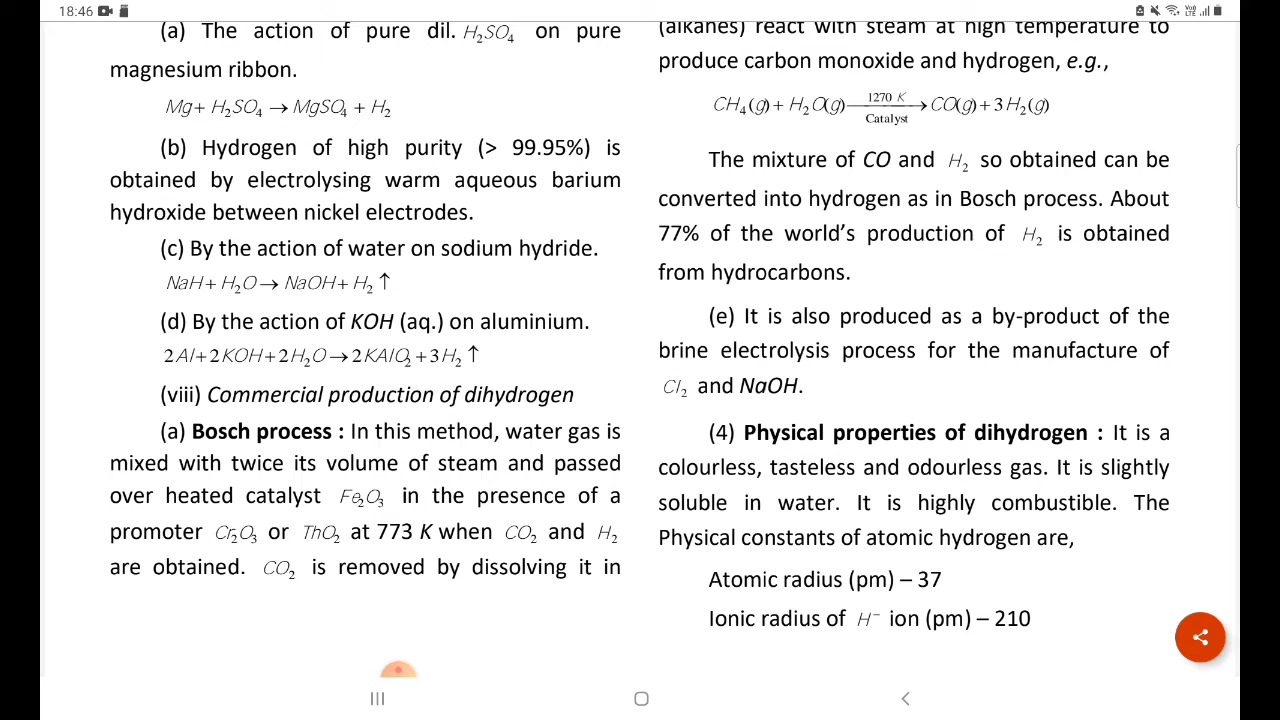 18:46
(a) The action of pure dil. H₂SO₄ on pure
magnesium ribbon.
Mg + H₂SO₄ → MgSO₄ + H₂
(b) Hydrogen of high purity (> 99.95%) is
obtained by electrolysing warm aqueous barium
hydroxide between nickel electrodes.
(c) By the action of water on sodium hydride.
NaH + H₂O → NaOH + H₂ ↑
(d) By the action of KOH (aq.) on aluminium.
2Al + 2KOH + 2H₂O → 2KAlO₂ + 3H₂ ↑
(viii) Commercial production of dihydrogen
(a) Bosch process : In this method, water gas is
mixed with twice its volume of steam and passed
over heated catalyst Fe₂O₃ in the presence of a
promoter Cr₂O₃ or ThO₂ at 773 K when CO₂ and H₂
are obtained. CO₂ is removed by dissolving it in
(alkanes) react with steam at high temperature to
produce carbon monoxide and hydrogen, e.g.,
1270 K
CH₄(g) + H₂O(g) → CO(g) + 3H₂(g)
Catalyst
The mixture of CO and H₂ so obtained can be
converted into hydrogen as in Bosch process. About
77% of the world’s production of H₂ is obtained
from hydrocarbons.
(e) It is also produced as a by-product of the
brine electrolysis process for the manufacture of
Cl₂ and NaOH.
(4) Physical properties of dihydrogen : It is a
colourless, tasteless and odourless gas. It is slightly
soluble in water. It is highly combustible. The
Physical constants of atomic hydrogen are,
Atomic radius (pm) – 37
Ionic radius of H⁻ ion (pm) – 210